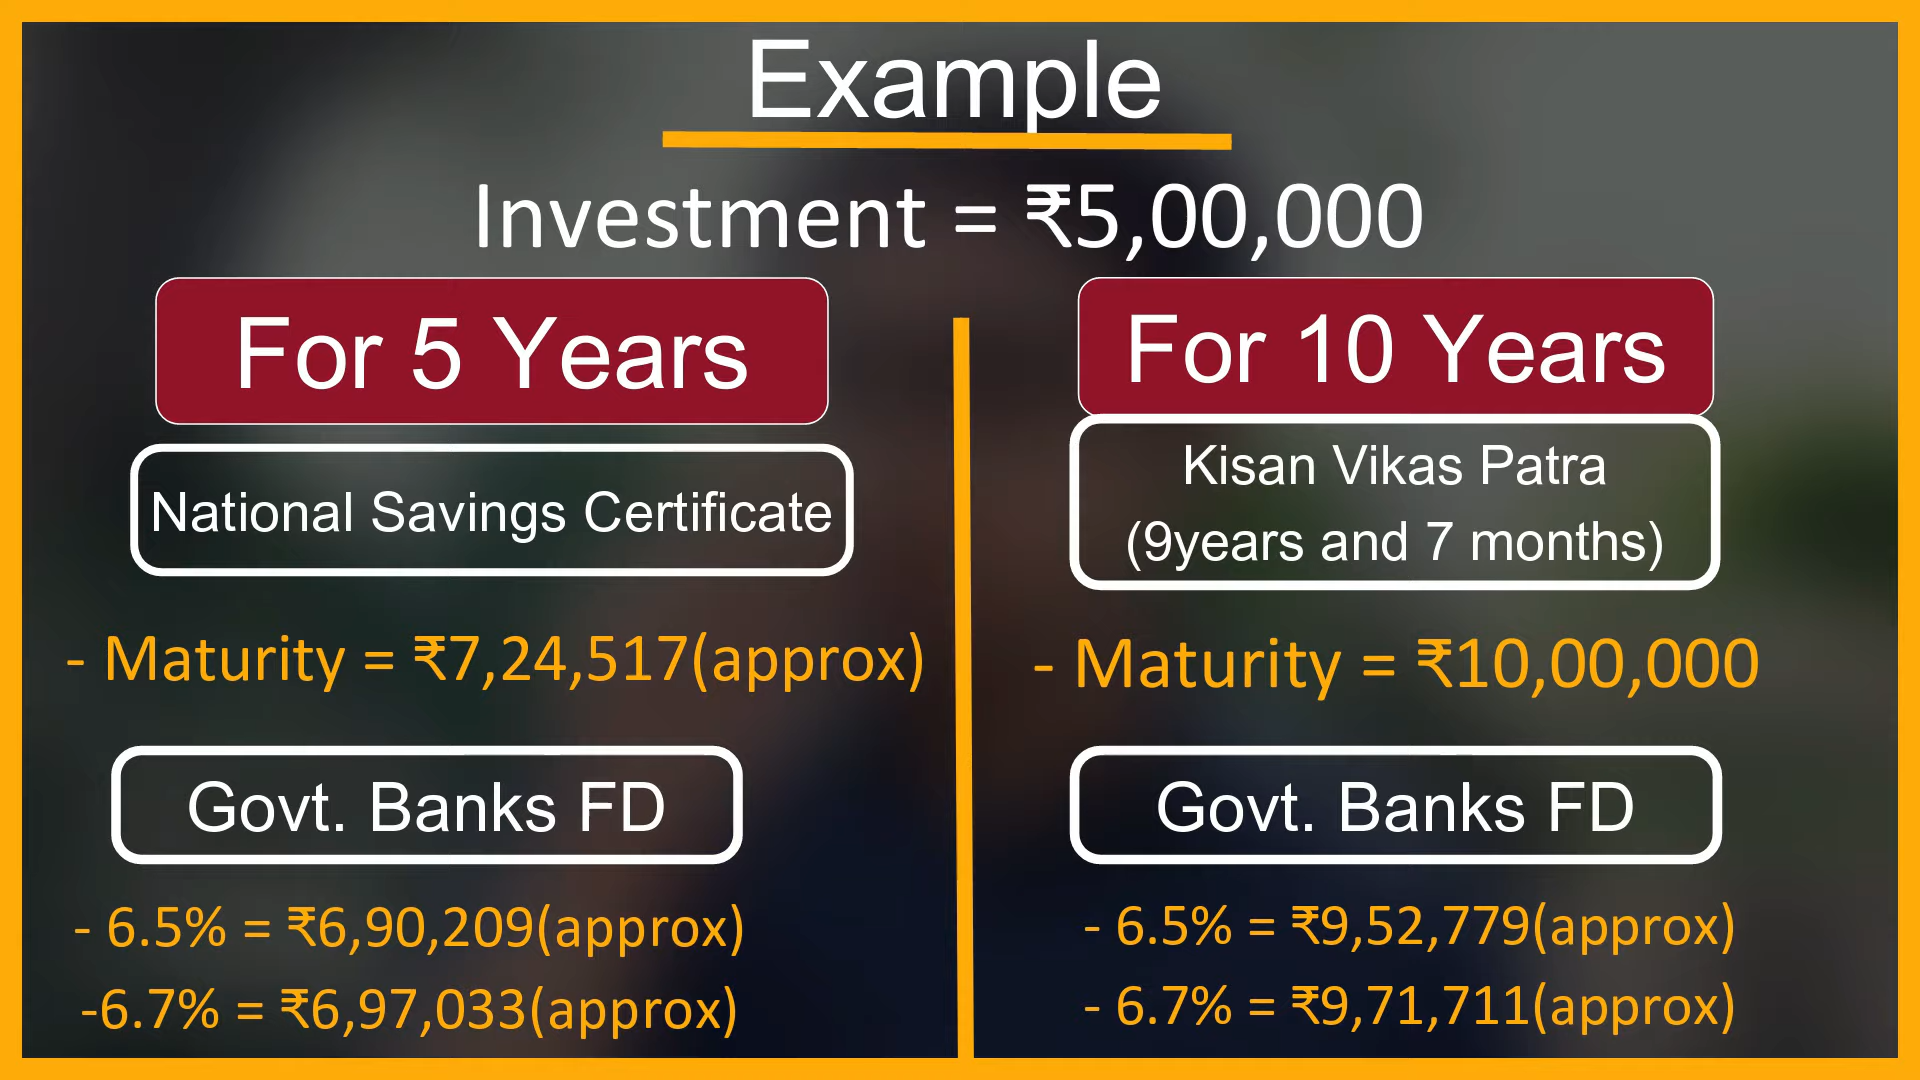 Example
Investment = ₹5,00,000
For 5 Years
National Savings Certificate
- Maturity = ₹7,24,517(approx)
Govt. Banks FD
- 6.5% = ₹6,90,209(approx)
-6.7% = ₹6,97,033(approx)
For 10 Years
Kisan Vikas Patra
(9years and 7 months)
- Maturity = ₹10,00,000
Govt. Banks FD
- 6.5% = ₹9,52,779(approx)
- 6.7% = ₹9,71,711(approx)